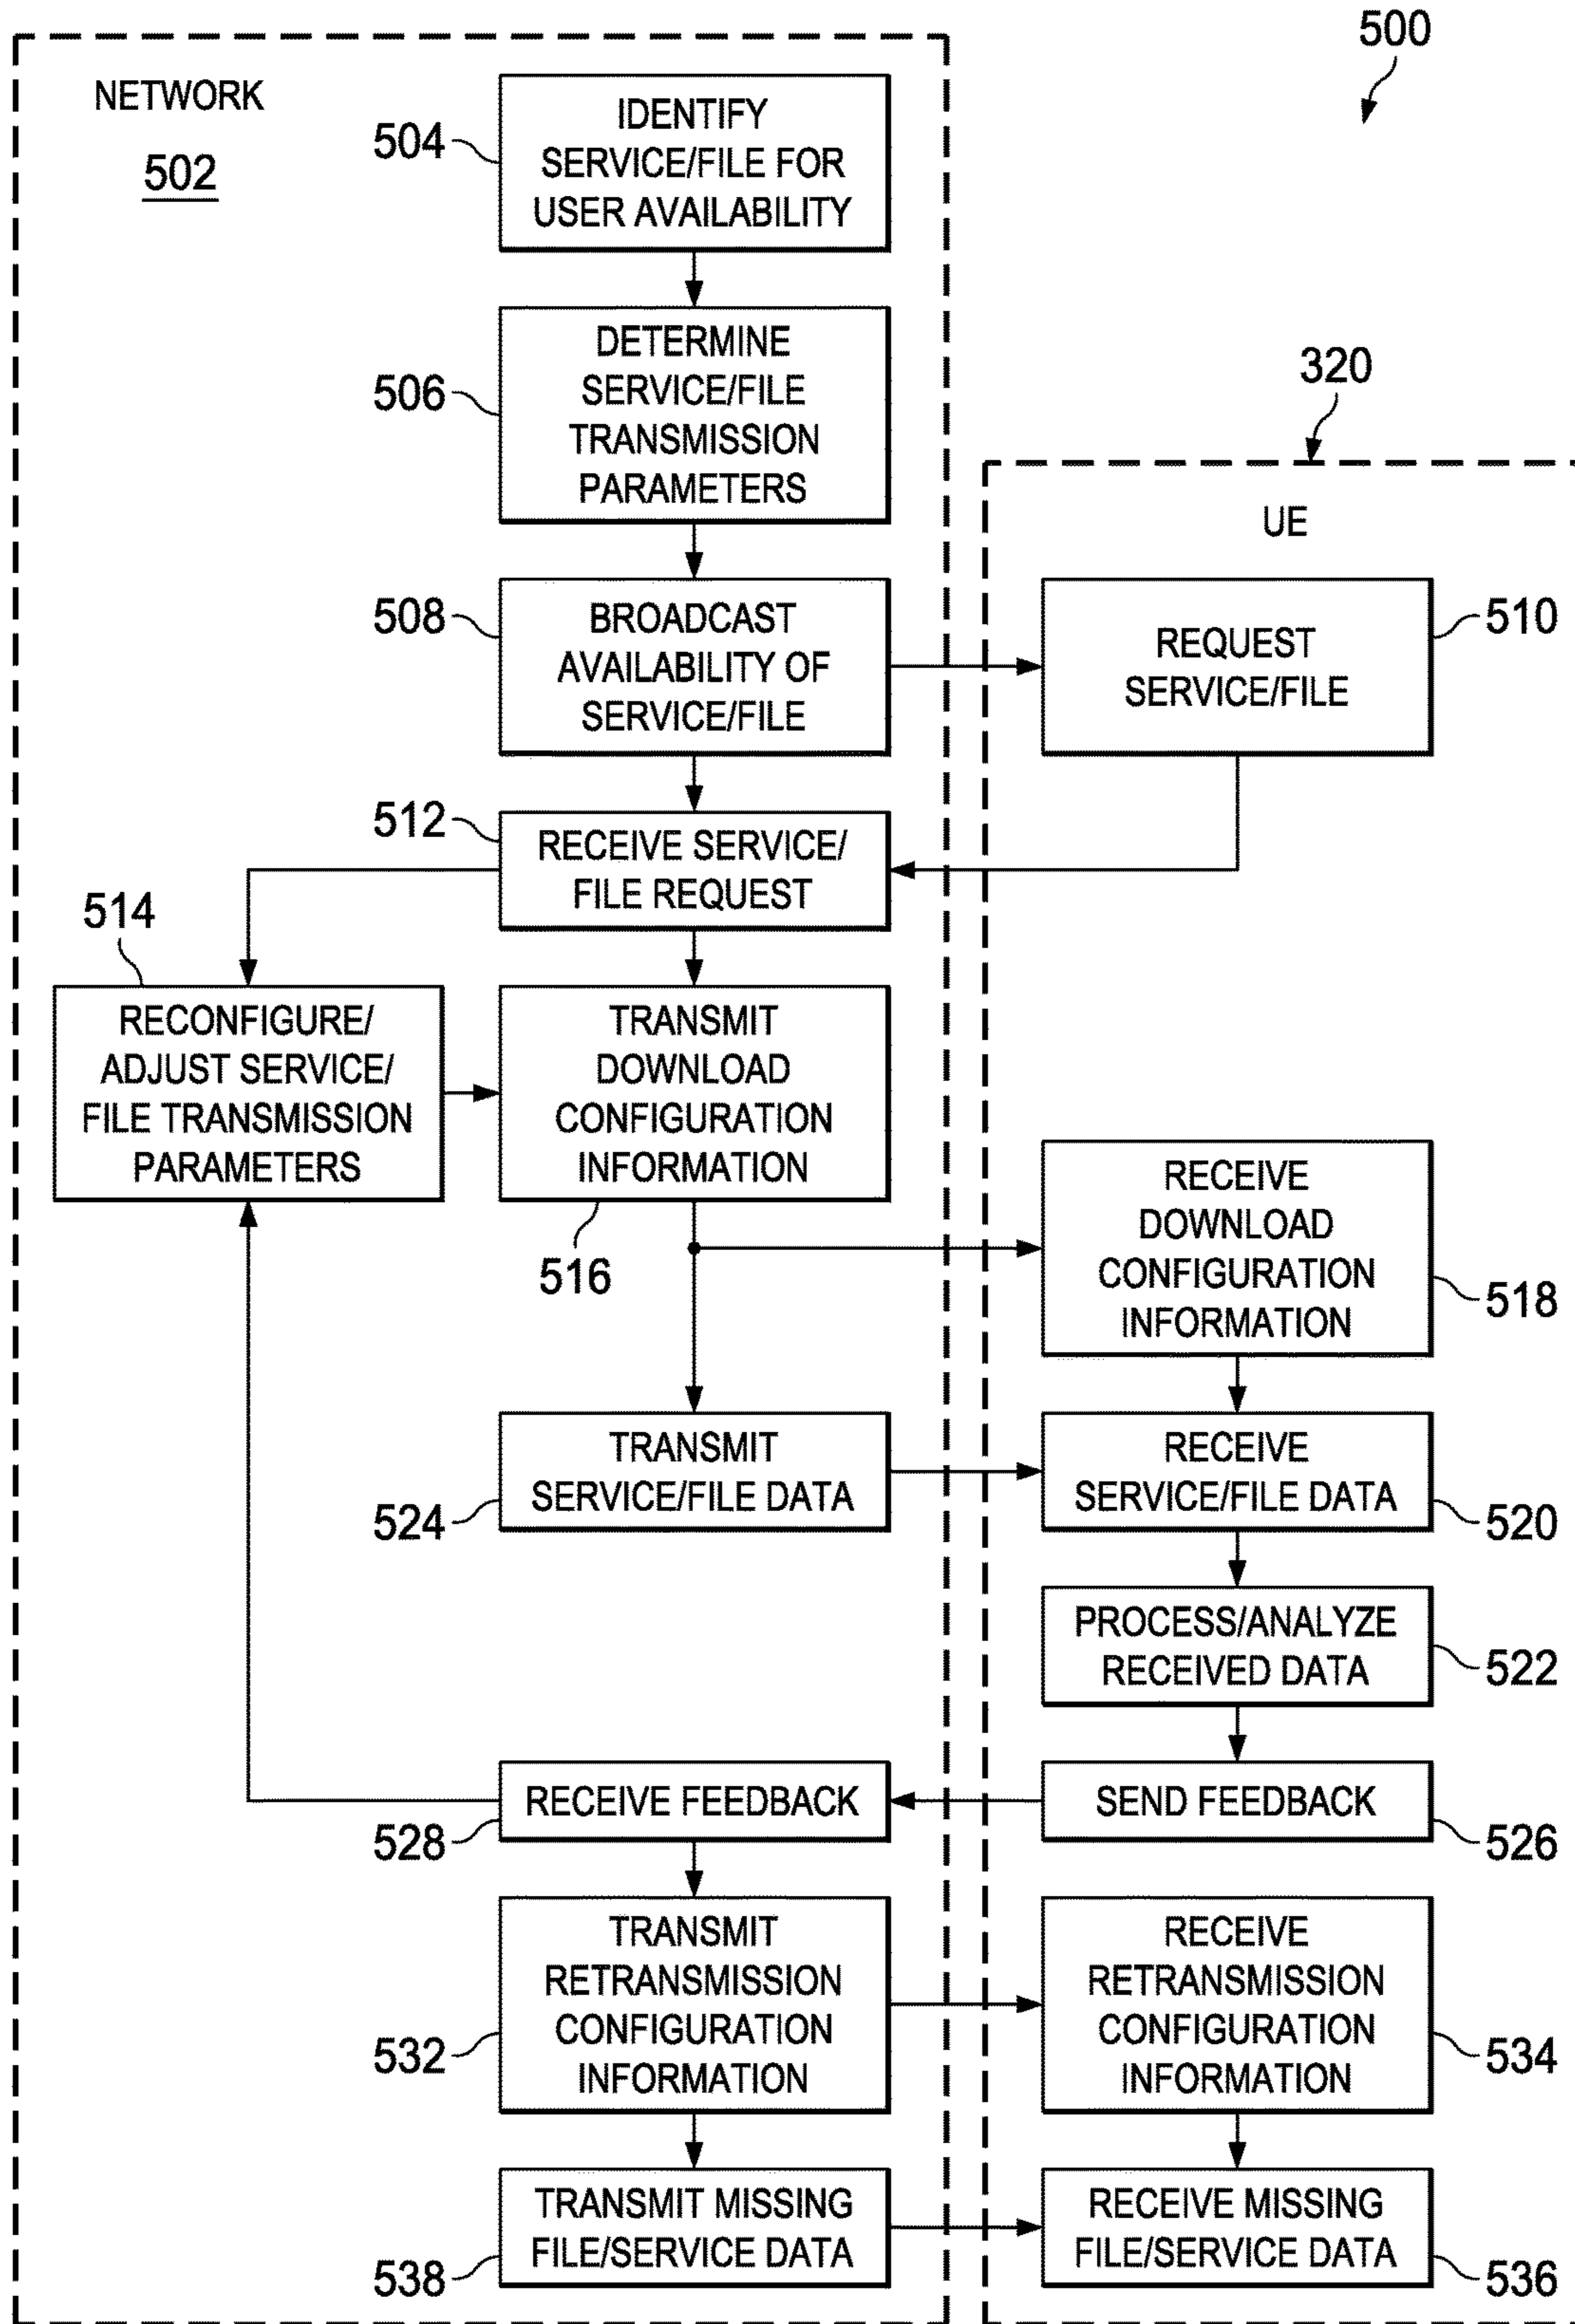 500
NETWORK
502
504
IDENTIFY
SERVICE/FILE FOR
USER AVAILABILITY
506
DETERMINE
SERVICE/FILE
TRANSMISSION
PARAMETERS
320
UE
508
BROADCAST
AVAILABILITY OF
SERVICE/FILE
510
REQUEST
SERVICE/FILE
512
RECEIVE SERVICE/
FILE REQUEST
514
RECONFIGURE/
ADJUST SERVICE/
FILE TRANSMISSION
PARAMETERS
TRANSMIT
DOWNLOAD
CONFIGURATION
INFORMATION
516
RECEIVE
DOWNLOAD
CONFIGURATION
INFORMATION
518
TRANSMIT
SERVICE/FILE DATA
524
RECEIVE
SERVICE/FILE DATA
520
PROCESS/ANALYZE
RECEIVED DATA
522
RECEIVE FEEDBACK
528
SEND FEEDBACK
526
TRANSMIT
RETRANSMISSION
CONFIGURATION
INFORMATION
532
RECEIVE
RETRANSMISSION
CONFIGURATION
INFORMATION
534
TRANSMIT MISSING
FILE/SERVICE DATA
538
RECEIVE MISSING
FILE/SERVICE DATA
536